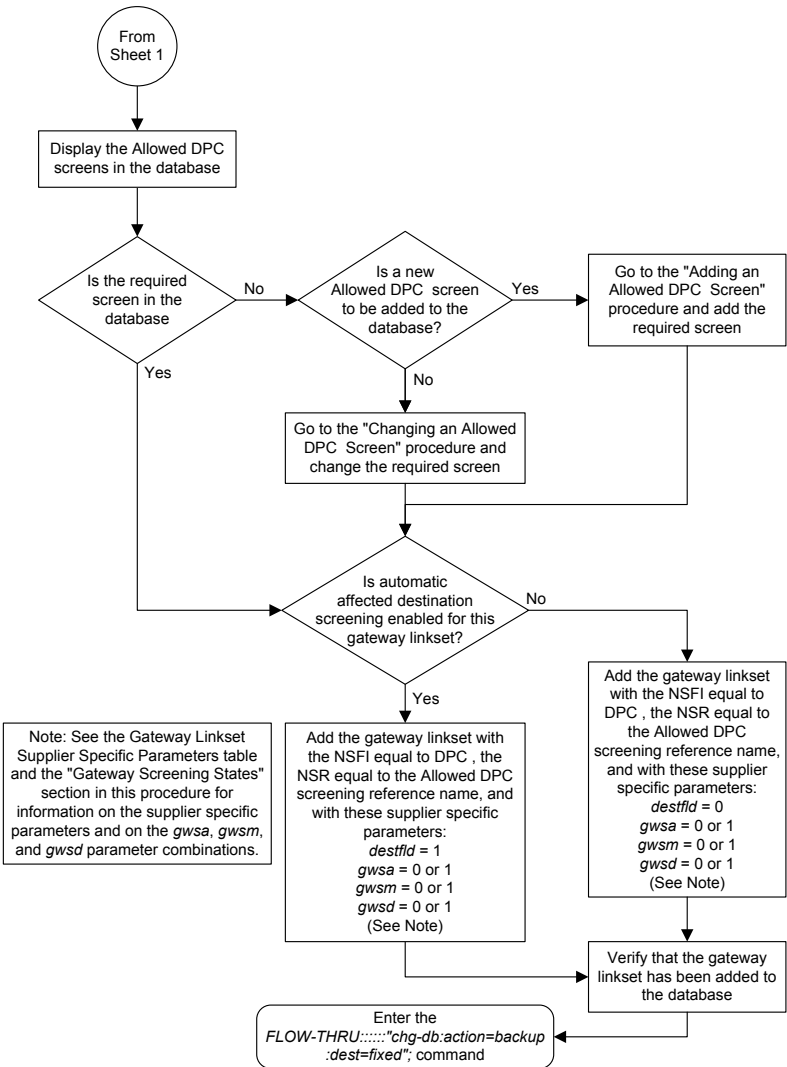 From
Sheet 1
Display the Allowed DPC
screens in the database
Is the required
screen in the
database
No
Yes
Is a new
Allowed DPC screen
to be added to the
database?
Yes
No
Go to the "Adding an
Allowed DPC Screen"
procedure and add the
required screen
Go to the "Changing an Allowed
DPC Screen" procedure and
change the required screen
Is automatic
affected destination
screening enabled for this
gateway linkset?
No
Yes
Note: See the Gateway Linkset
Supplier Specific Parameters table
and the "Gateway Screening States"
section in this procedure for
information on the supplier specific
parameters and on the gwsa, gwsm,
and gwsd parameter combinations.
Add the gateway linkset with
the NSFI equal to DPC , the
NSR equal to the Allowed DPC
screening reference name, and
with these supplier specific
parameters:
destfld = 1
gwsa = 0 or 1
gwsm = 0 or 1
gwsd = 0 or 1
(See Note)
Add the gateway linkset
with the NSFI equal to
DPC , the NSR equal to
the Allowed DPC
screening reference name,
and with these supplier
specific parameters:
destfld = 0
gwsa = 0 or 1
gwsm = 0 or 1
gwsd = 0 or 1
(See Note)
Verify that the gateway
linkset has been added to
the database
Enter the
FLOW-THRU::::::"chg-db:action=backup
:dest=fixed"; command